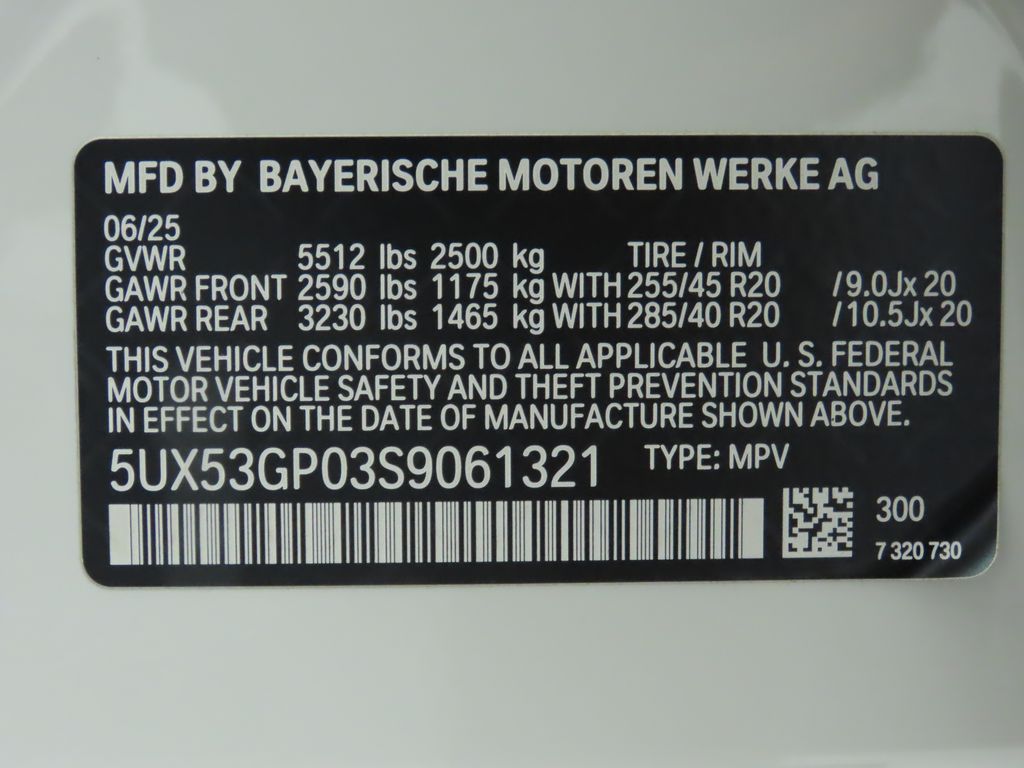 MFD BY BAYERISCHE MOTOREN WERKE AG
06/25
GVWR 5512 lbs 2500 kg TIRE / RIM
GAWR FRONT 2590 lbs 1175 kg WITH 255/45 R20 /9.0Jx 20
GAWR REAR 3230 lbs 1465 kg WITH 285/40 R20 /10.5Jx 20
THIS VEHICLE CONFORMS TO ALL APPLICABLE U. S. FEDERAL
MOTOR VEHICLE SAFETY AND THEFT PREVENTION STANDARDS
IN EFFECT ON THE DATE OF MANUFACTURE SHOWN ABOVE.
5UX53GP03S9061321 TYPE: MPV
300
7 320 730